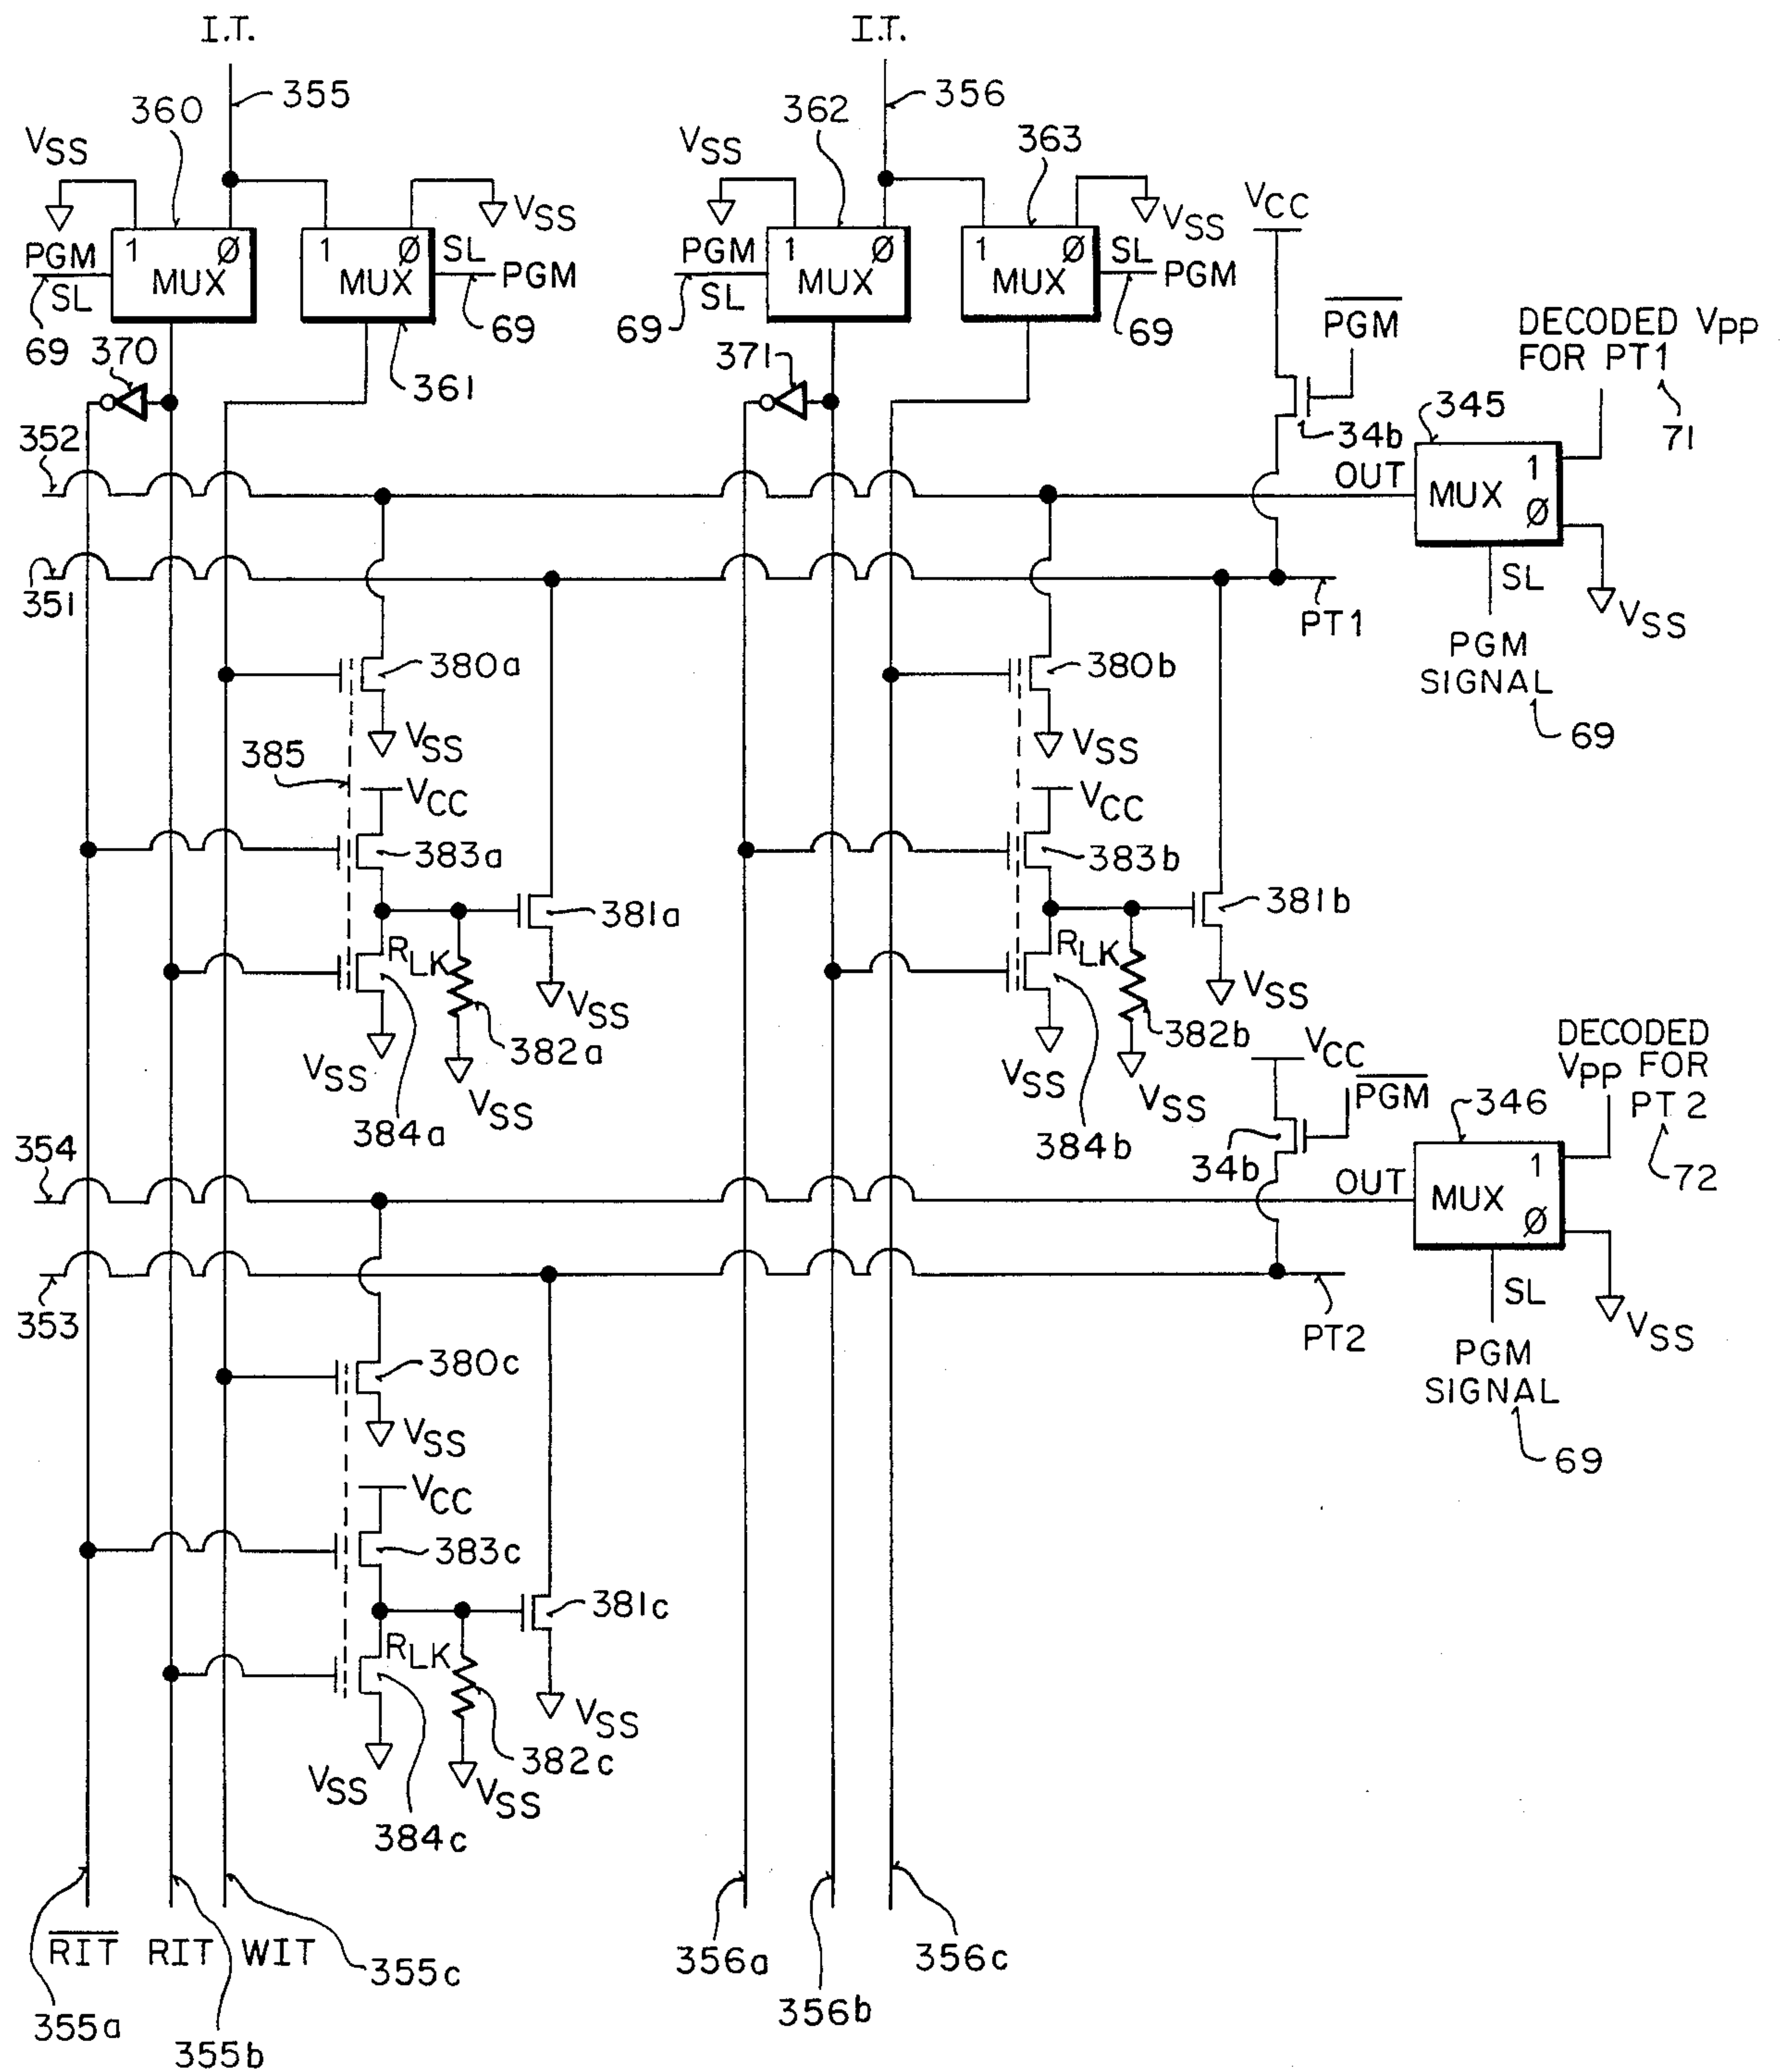 I.T.
I.T.
355
356
360
362
363
VSS
VSS
VSS
VSS
VCC
1 Ø
MUX
1 Ø
MUX
1 Ø
MUX
1 Ø
MUX
PGM
SL
69
SL
PGM
69
PGM
SL
69
SL
PGM
69
370
361
371
PGM
34b
DECODED VPP
FOR PT1
71
345
OUT
MUX
1
Ø
SL
VSS
PGM
SIGNAL
69
352
351
PT1
380a
VSS
380b
VSS
385
VCC
383a
VCC
383b
381a
381b
RLK
RLK
VSS
VSS
382a
382b
VSS
VSS
VSS
VSS
384a
384b
VCC
PGM
34b
DECODED
VPP FOR
PT2
72
346
OUT
MUX
1
Ø
SL
VSS
PGM
SIGNAL
69
354
353
PT2
380c
VSS
VCC
383c
381c
RLK
VSS
382c
VSS
VSS
384c
RIT RIT WIT
355a
355b
355c
356a
356b
356c